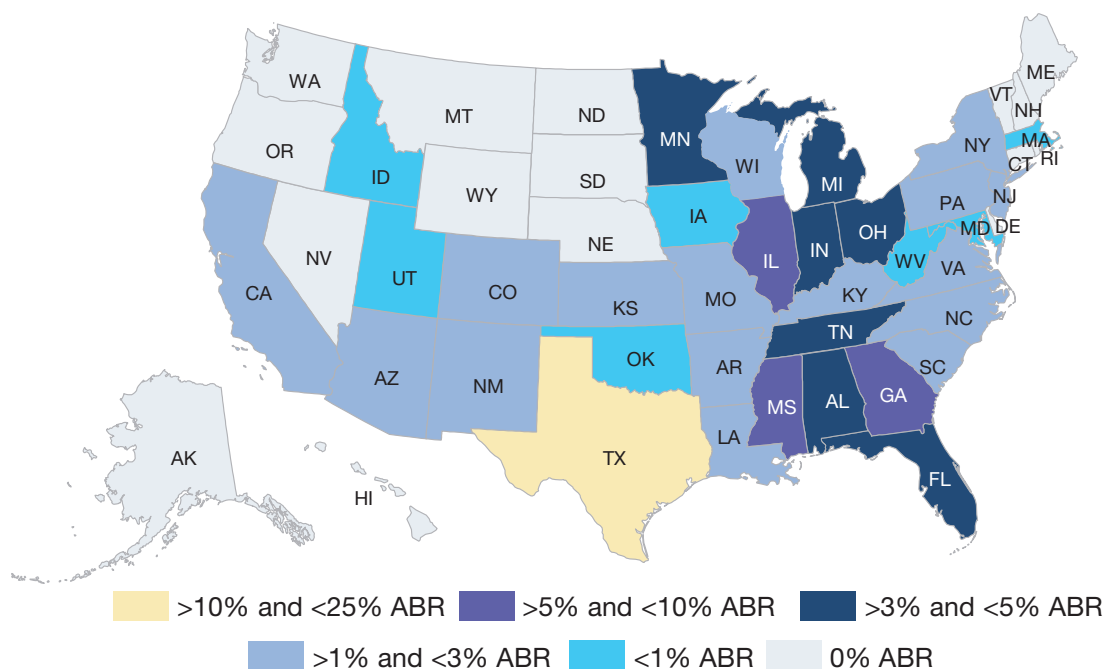 WA
ME
MT
ND
VT
NH
MN
OR
NY
MA
WI
CT
RI
ID
SD
MI
WY
PA
NJ
IA
NE
OH
MD
DE
NV
IL
IN
WV
UT
VA
CA
CO
KS
MO
KY
NC
TN
AZ
NM
OK
AR
SC
MS
AL
GA
LA
AK
TX
HI
FL
>10% and <25% ABR >5% and <10% ABR >3% and <5% ABR
>1% and <3% ABR <1% ABR 0% ABR